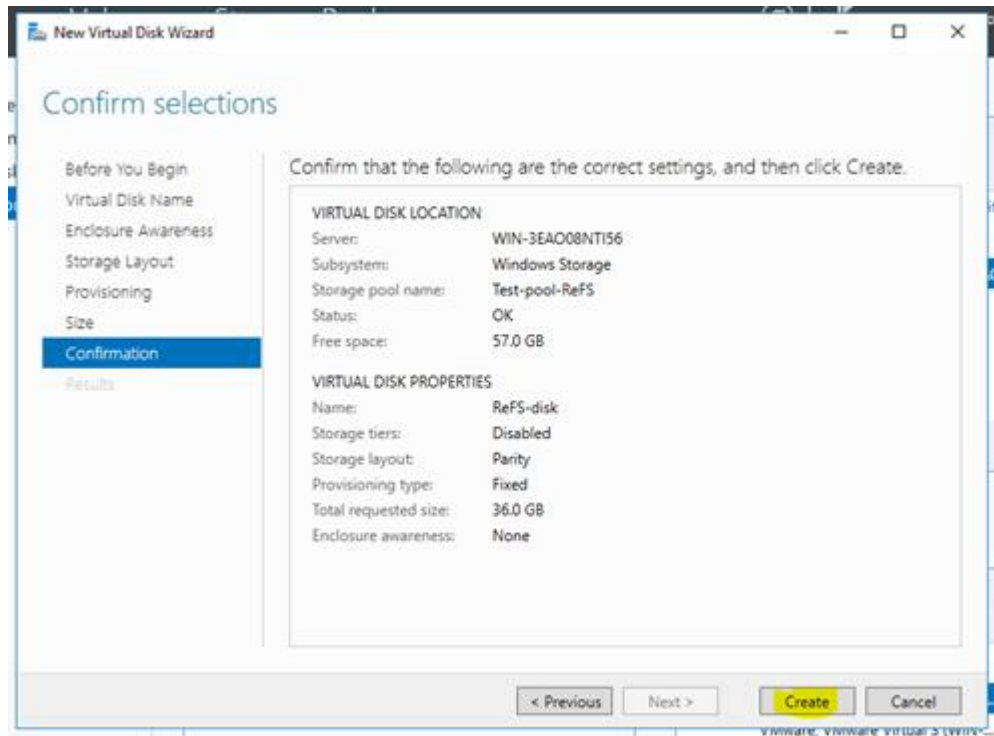 New Virtual Disk Wizard
Confirm selections
Before You Begin
Virtual Disk Name
Enclosure Awareness
Storage Layout
Provisioning
Size
Confirmation
Results
Confirm that the following are the correct settings, and then click Create.
VIRTUAL DISK LOCATION
Server: WIN-3EAO08NTI56
Subsystem: Windows Storage
Storage pool name: Test-pool-ReFS
Status: OK
Free space: 57.0 GB
VIRTUAL DISK PROPERTIES
Name: ReFS-disk
Storage tiers: Disabled
Storage layout: Parity
Provisioning type: Fixed
Total requested size: 36.0 GB
Enclosure awareness: None
< Previous Next > Create Cancel
VMware, VMware Virtual S (WIN-...